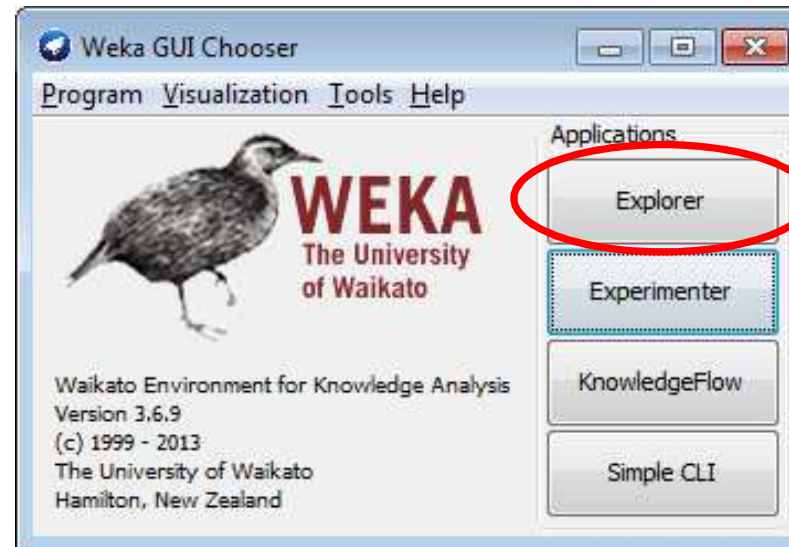 Weka GUI Chooser
Program Visualization Tools Help
Applications
WEKA
The University
of Waikato
Explorer
Experimenter
KnowledgeFlow
Simple CLI
Waikato Environment for Knowledge Analysis
Version 3.6.9
(c) 1999 - 2013
The University of Waikato
Hamilton, New Zealand